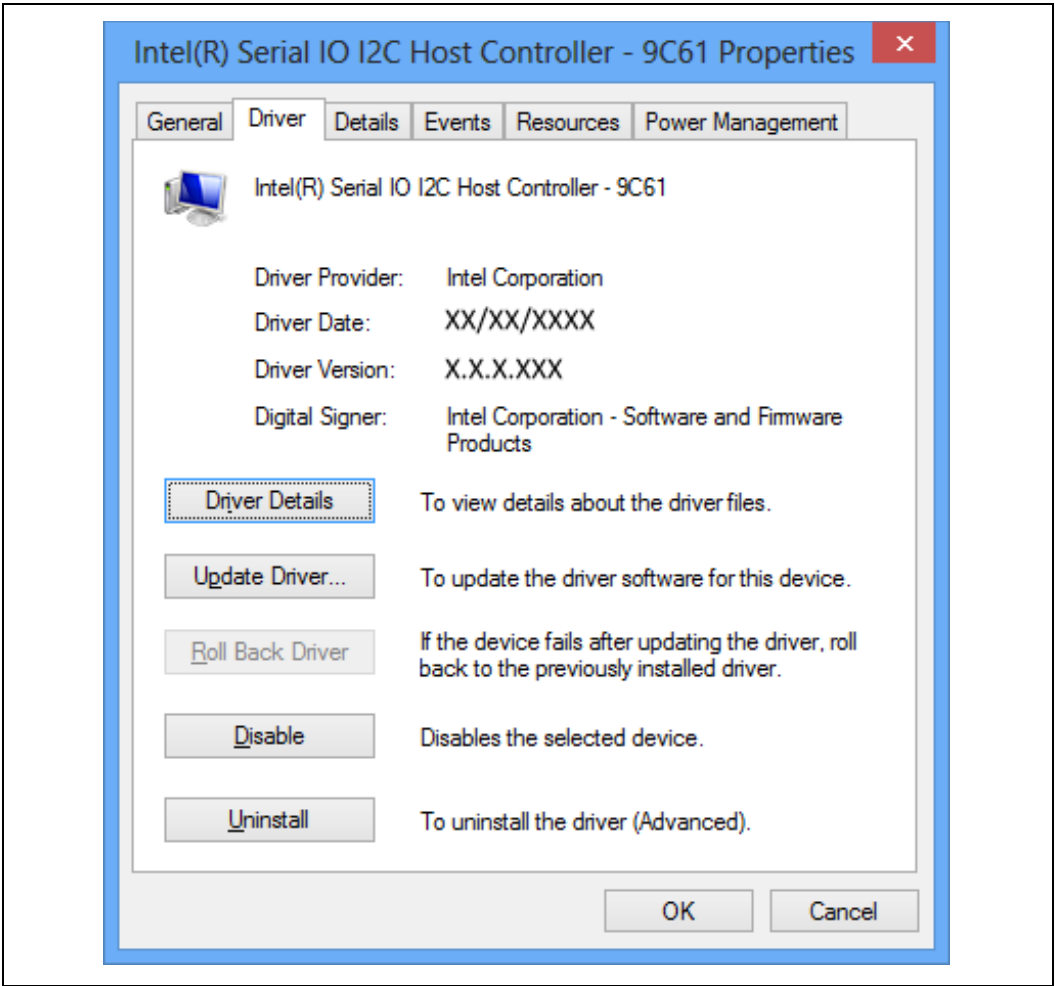 Intel(R) Serial IO I2C Host Controller - 9C61 Properties
General Driver Details Events Resources Power Management
Intel(R) Serial IO I2C Host Controller - 9C61
Driver Provider: Intel Corporation
Driver Date: XX/XX/XXXX
Driver Version: X.X.X.XXX
Digital Signer: Intel Corporation - Software and Firmware
Products
Driver Details To view details about the driver files.
Update Driver... To update the driver software for this device.
Roll Back Driver If the device fails after updating the driver, roll
back to the previously installed driver.
Disable Disables the selected device.
Uninstall To uninstall the driver (Advanced).
OK Cancel